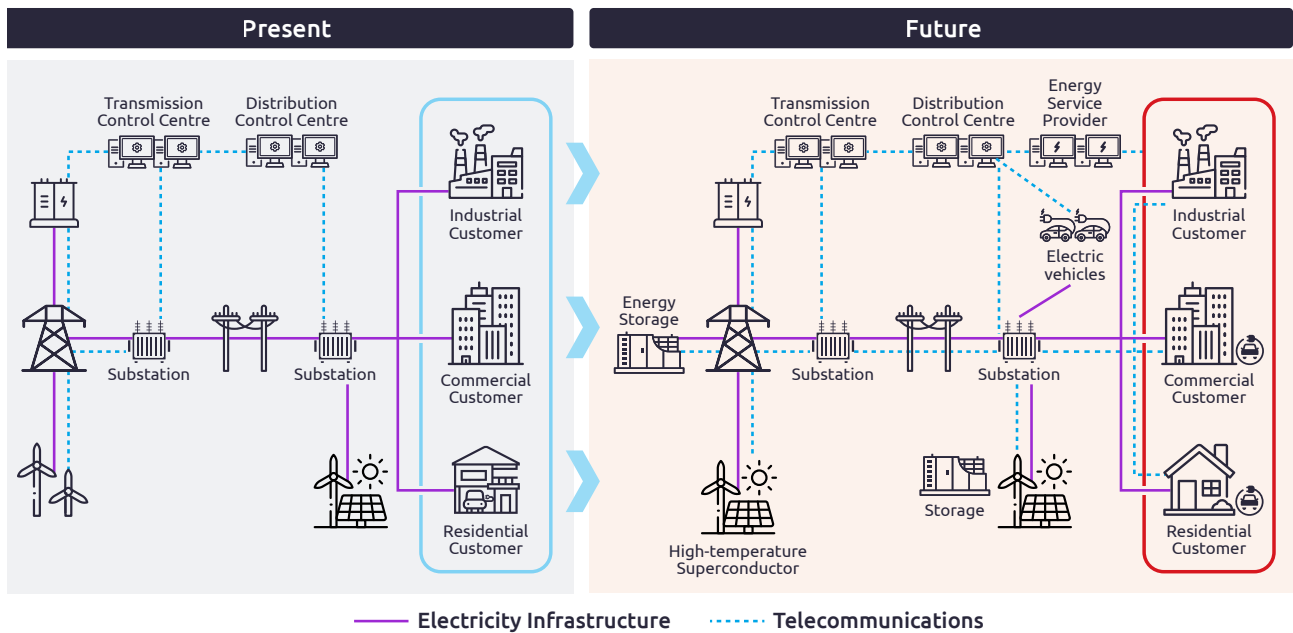 Present
Transmission
Control Centre
Distribution
Control Centre
Industrial
Customer
Substation
Substation
Commercial
Customer
Residential
Customer
Future
Transmission
Control Centre
Distribution
Control Centre
Energy
Service
Provider
Industrial
Customer
Electric
vehicles
Energy
Storage
Substation
Substation
Commercial
Customer
Storage
High-temperature
Superconductor
Residential
Customer
Electricity Infrastructure
Telecommunications